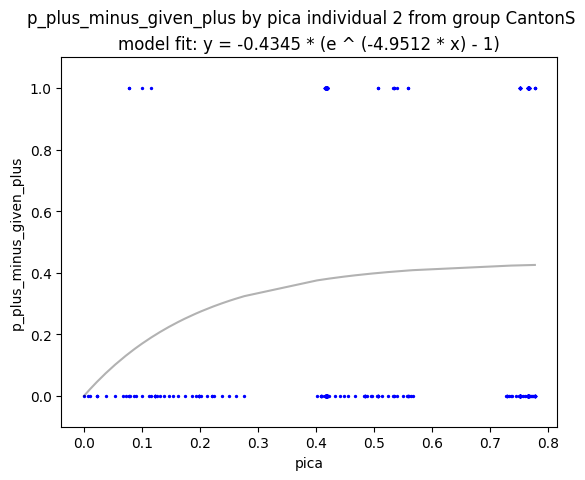 p_plus_minus_given_plus by pica individual 2 from group CantonS
model fit: y = -0.4345 * (e ^ (-4.9512 * x) - 1)
p_plus_minus_given_plus
1.0
0.8
0.6
0.4
0.2
0.0
0.0 0.1 0.2 0.3 0.4 0.5 0.6 0.7 0.8
pica